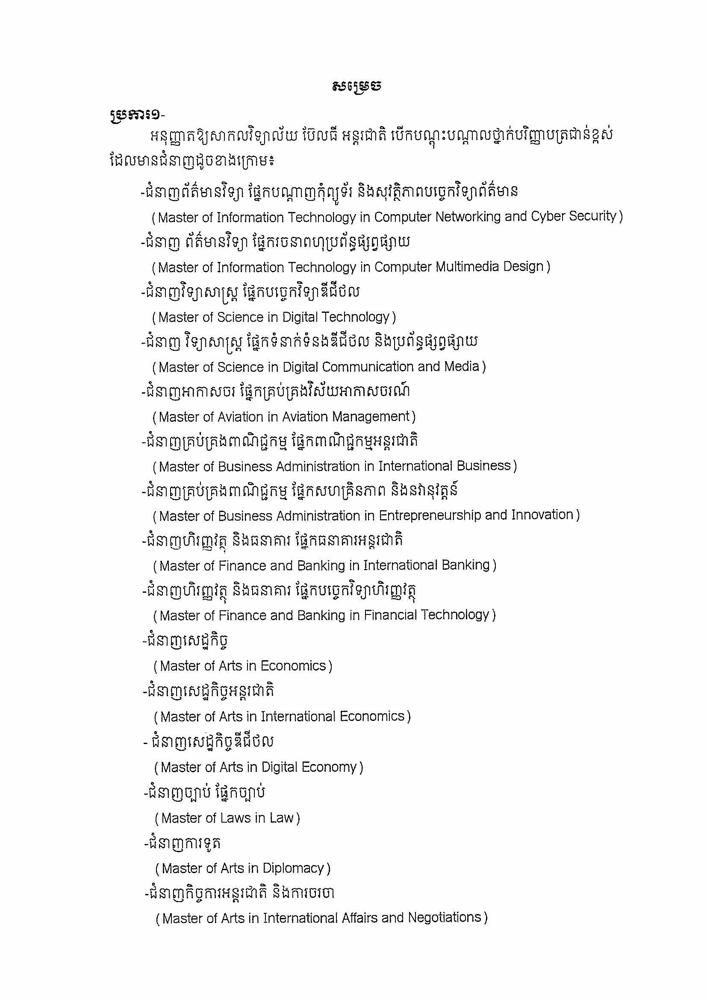 សម្រេច
ប្រការ១-
អនុញ្ញាតឱ្យសាកលវិទ្យាល័យ ប៊ែលធី អន្តរជាតិ បើកបណ្តុះបណ្តាលថ្នាក់បរិញ្ញាបត្រជាន់ខ្ពស់
ដែលមានជំនាញដូចខាងក្រោម៖
-ជំនាញព័ត៌មានវិទ្យា ផ្នែកបណ្តាញកុំព្យូទ័រ និងសុវត្ថិភាពបច្ចេកវិទ្យាព័ត៌មាន
(Master of Information Technology in Computer Networking and Cyber Security)
-ជំនាញ ព័ត៌មានវិទ្យា ផ្នែករចនាពហុប្រព័ន្ធផ្សព្វផ្សាយ
(Master of Information Technology in Computer Multimedia Design)
-ជំនាញវិទ្យាសាស្ត្រ ផ្នែកបច្ចេកវិទ្យាឌីជីថល
(Master of Science in Digital Technology)
-ជំនាញ វិទ្យាសាស្ត្រ ផ្នែកទំនាក់ទំនងឌីជីថល និងប្រព័ន្ធផ្សព្វផ្សាយ
(Master of Science in Digital Communication and Media)
-ជំនាញអាកាសចរ ផ្នែកគ្រប់គ្រងវិស័យអាកាសចរណ៍
(Master of Aviation in Aviation Management)
-ជំនាញគ្រប់គ្រងពាណិជ្ជកម្ម ផ្នែកពាណិជ្ជកម្មអន្តរជាតិ
(Master of Business Administration in International Business)
-ជំនាញគ្រប់គ្រងពាណិជ្ជកម្ម ផ្នែកសហគ្រិនភាព និងនវានុវត្តន៍
(Master of Business Administration in Entrepreneurship and Innovation)
-ជំនាញហិរញ្ញវត្ថុ និងធនាគារ ផ្នែកធនាគារអន្តរជាតិ
(Master of Finance and Banking in International Banking)
-ជំនាញហិរញ្ញវត្ថុ និងធនាគារ ផ្នែកបច្ចេកវិទ្យាហិរញ្ញវត្ថុ
(Master of Finance and Banking in Financial Technology)
-ជំនាញសេដ្ឋកិច្ច
(Master of Arts in Economics)
-ជំនាញសេដ្ឋកិច្ចអន្តរជាតិ
(Master of Arts in International Economics)
- ជំនាញសេដ្ឋកិច្ចឌីជីថល
(Master of Arts in Digital Economy)
-ជំនាញច្បាប់ ផ្នែកច្បាប់
(Master of Laws in Law)
-ជំនាញការទូត
(Master of Arts in Diplomacy)
-ជំនាញកិច្ចការអន្តរជាតិ និងការចរចា
(Master of Arts in International Affairs and Negotiations)